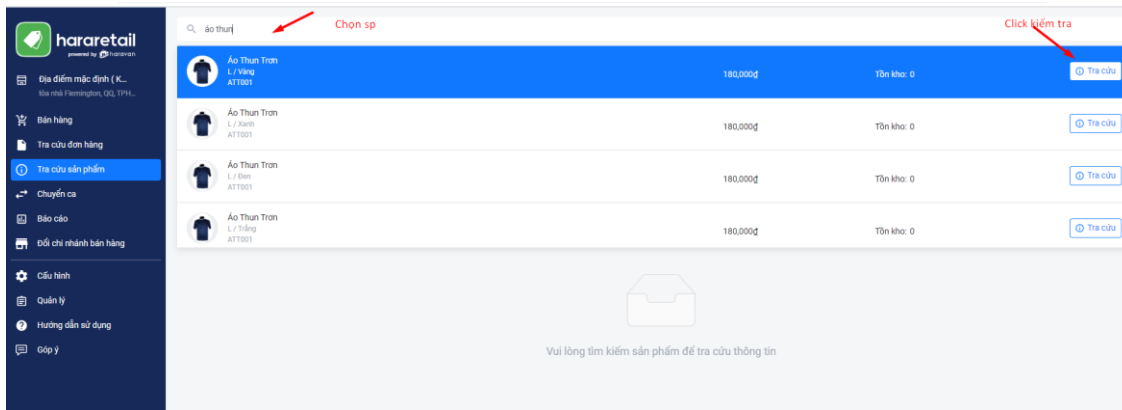 hararetail
powered by haravan
Địa điểm mặc định ( K...
tòa nhà Flemington, QQ, TPH...
Bán hàng
Tra cứu đơn hàng
Tra cứu sản phẩm
Chuyển ca
Báo cáo
Đổi chi nhánh bán hàng
Cấu hình
Quản lý
Hướng dẫn sử dụng
Góp ý
áo thun
Chọn sp
Click kiểm tra
Áo Thun Trơn
L / Vàng
ATT001
180,000₫
Tồn kho: 0
Tra cứu
Áo Thun Trơn
L / Xanh
ATT001
180,000₫
Tồn kho: 0
Tra cứu
Áo Thun Trơn
L / Đen
ATT001
180,000₫
Tồn kho: 0
Tra cứu
Áo Thun Trơn
L / Trắng
ATT001
180,000₫
Tồn kho: 0
Tra cứu
Vui lòng tìm kiếm sản phẩm để tra cứu thông tin